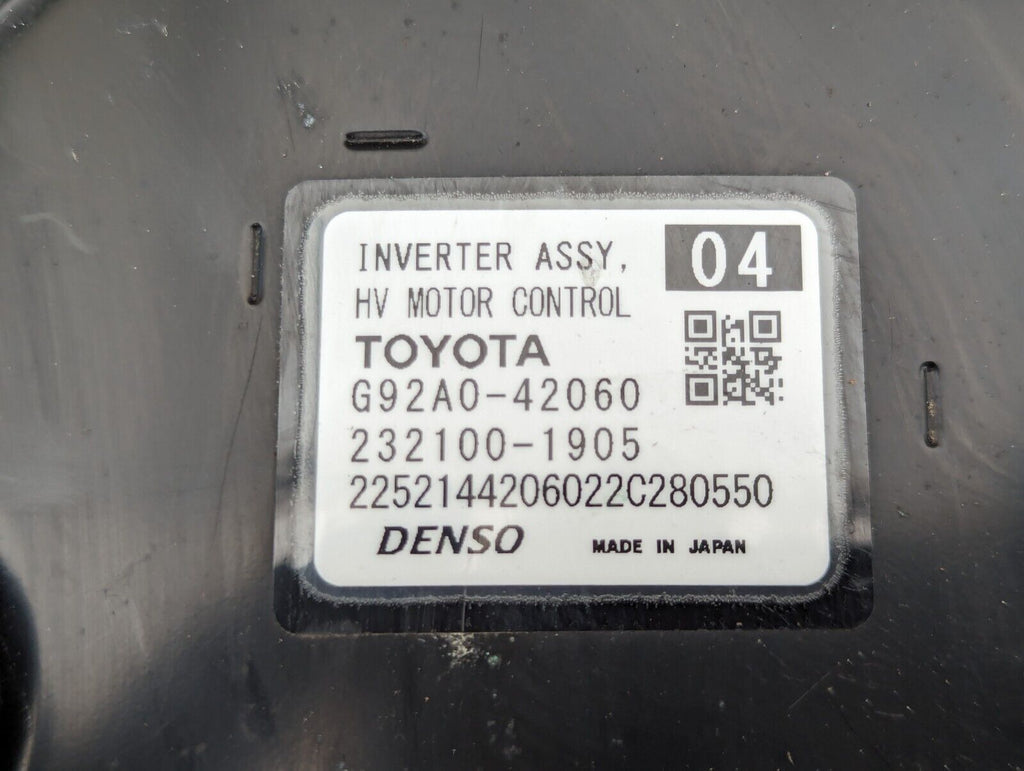 INVERTER ASSY, 04
HV MOTOR CONTROL
TOYOTA
G92A0-42060
232100-1905
2252144206022C280550
DENSO MADE IN JAPAN